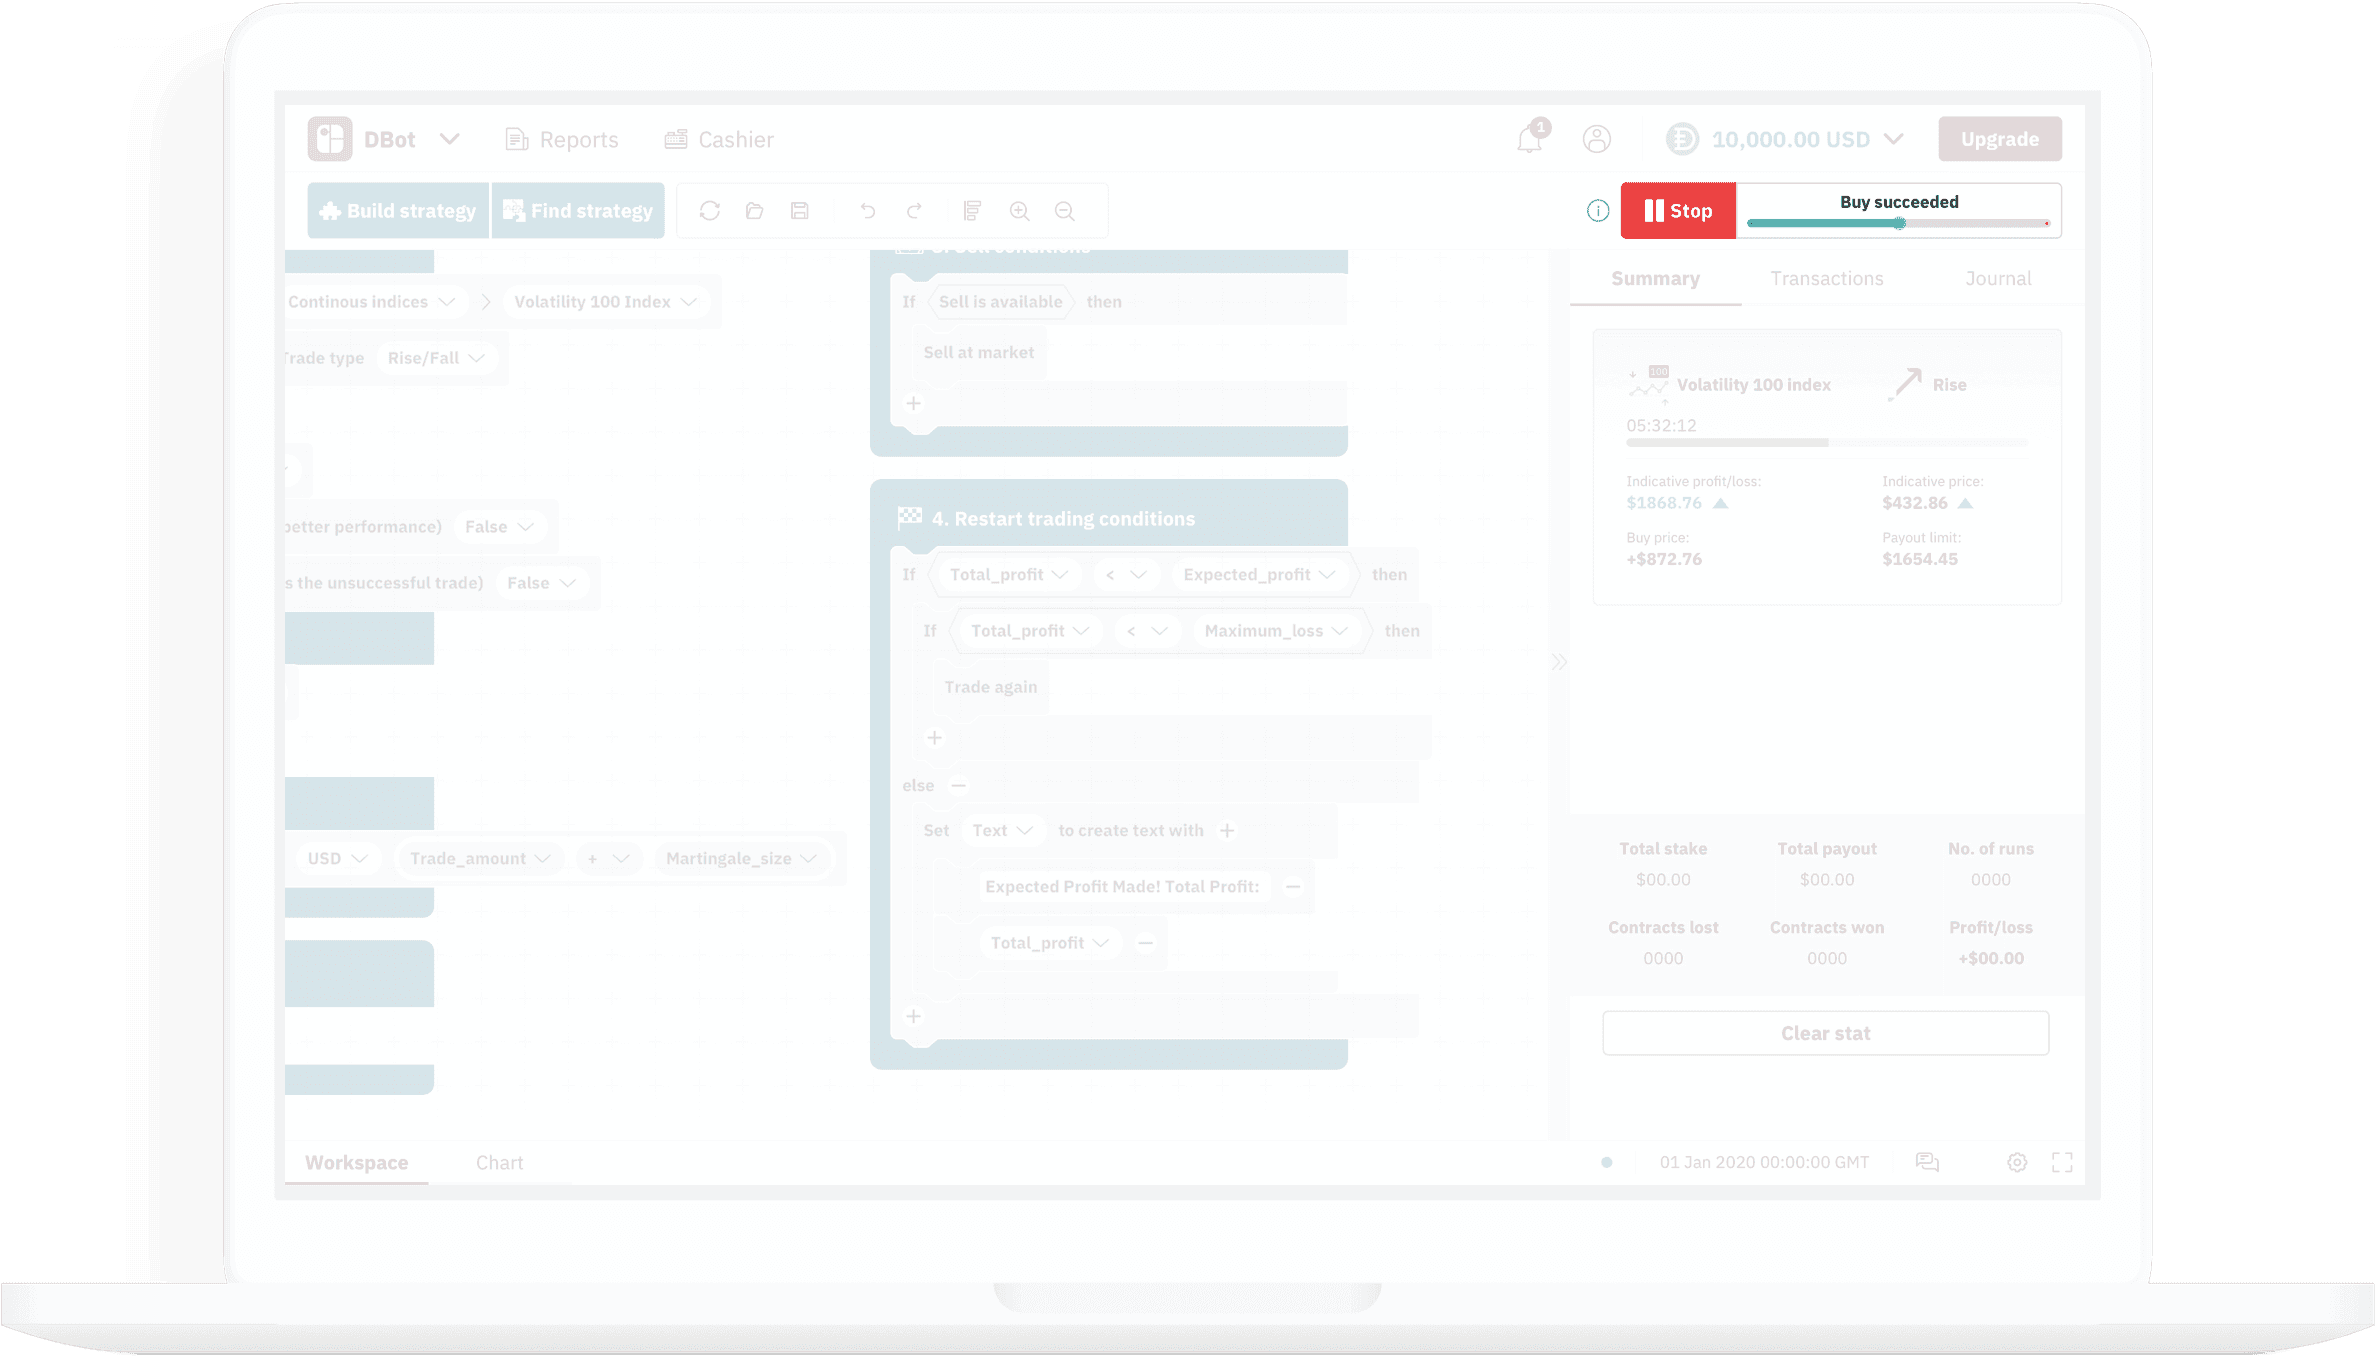 DBot Reports Cashier 1 10,000.00 USD Upgrade
Build strategy Find strategy Stop Buy succeeded
Summary Transactions Journal
Continous indices Volatility 100 Index
Trade type Rise/Fall
better performance) False
s the unsuccessful trade) False
USD Trade_amount + Martingale_size
If Sell is available then
Sell at market
4. Restart trading conditions
If Total_profit < Expected_profit then
If Total_profit < Maximum_loss then
Trade again
else
Set Text to create text with
Expected Profit Made! Total Profit:
Total_profit
100
Volatility 100 index Rise
05:32:12
Indicative profit/loss: Indicative price:
$1868.76 $432.86
Buy price: Payout limit:
+$872.76 $1654.45
Total stake Total payout No. of runs
$00.00 $00.00 0000
Contracts lost Contracts won Profit/loss
0000 0000 +$00.00
Clear stat
Workspace Chart
01 Jan 2020 00:00:00 GMT